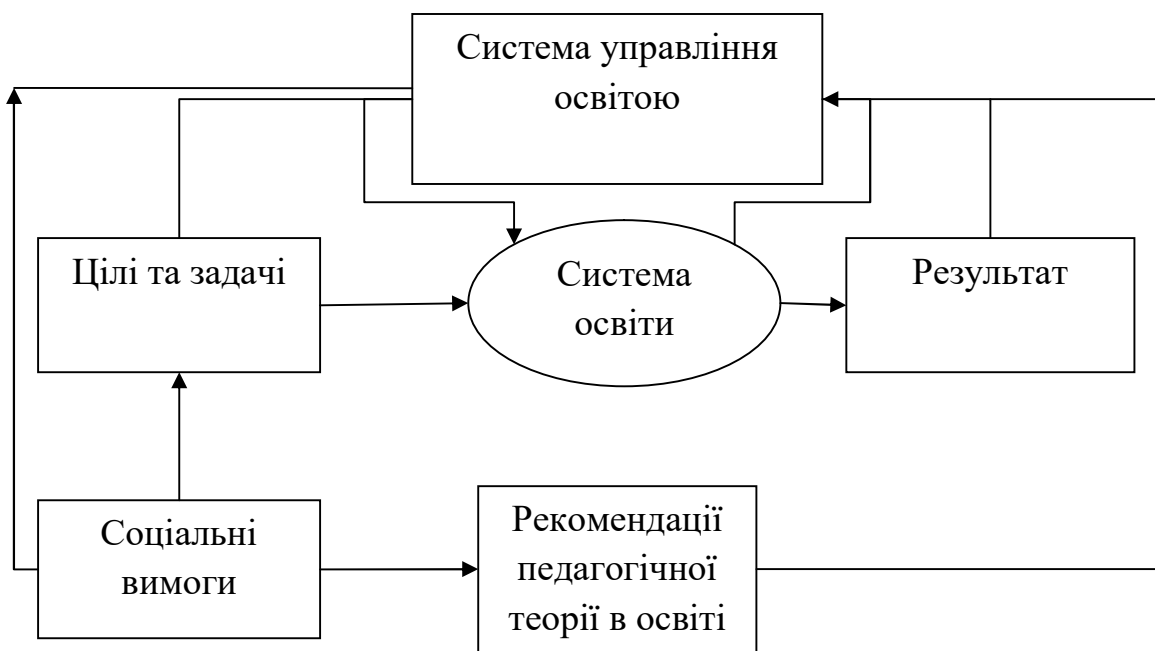 Система управління
освітою
Цілі та задачі
Система
освіти
Результат
Соціальні
вимоги
Рекомендації
педагогічної
теорії в освіті